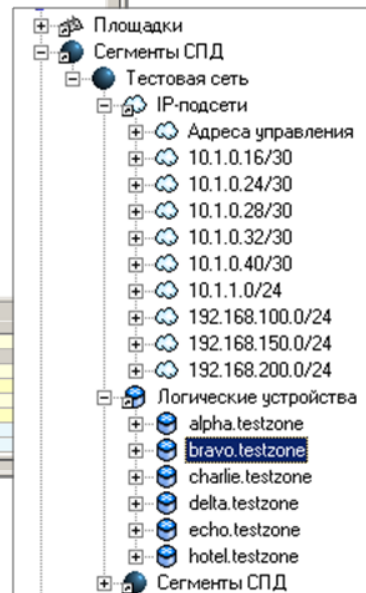 Площадки
Сегменты СПД
Тестовая сеть
IP-подсети
Адреса управления
10.1.0.16/30
10.1.0.24/30
10.1.0.28/30
10.1.0.32/30
10.1.0.40/30
10.1.1.0/24
192.168.100.0/24
192.168.150.0/24
192.168.200.0/24
Логические устройства
alpha.testzone
bravo.testzone
charlie.testzone
delta.testzone
echo.testzone
hotel.testzone
Сегменты СПД